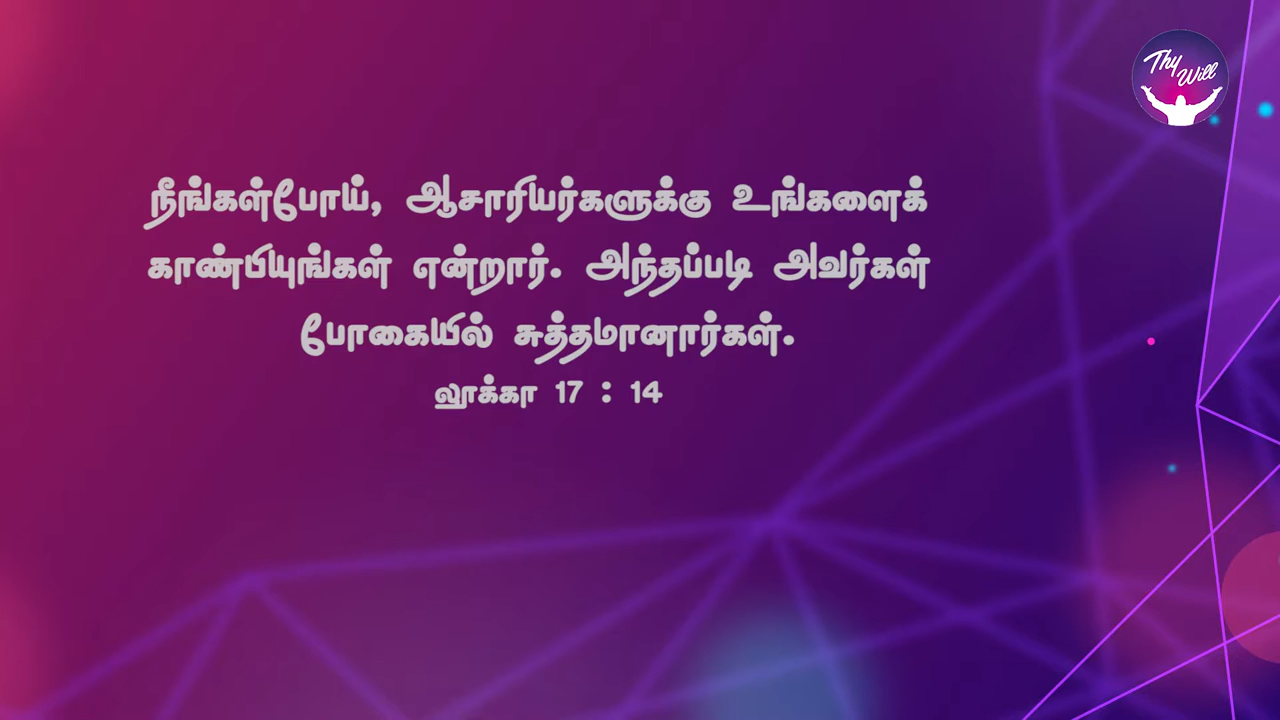 Thy Will
நீங்கள்போய், ஆசாரியர்களுக்கு உங்களைக்
காண்பியுங்கள் என்றார். அந்தப்படி அவர்கள்
போகையில் சுத்தமானார்கள்.
லூக்கா 17 : 14